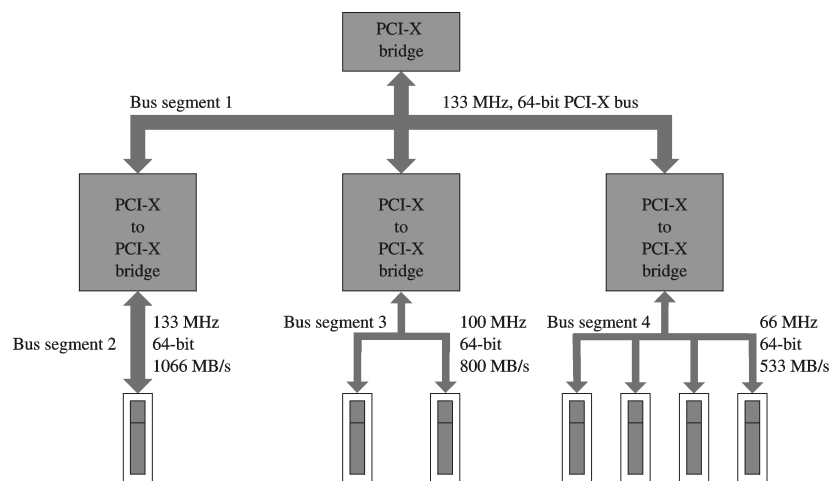 PCI-X
bridge
Bus segment 1
133 MHz, 64-bit PCI-X bus
PCI-X
to
PCI-X
bridge
PCI-X
to
PCI-X
bridge
PCI-X
to
PCI-X
bridge
Bus segment 2
133 MHz
64-bit
1066 MB/s
Bus segment 3
100 MHz
64-bit
800 MB/s
Bus segment 4
66 MHz
64-bit
533 MB/s